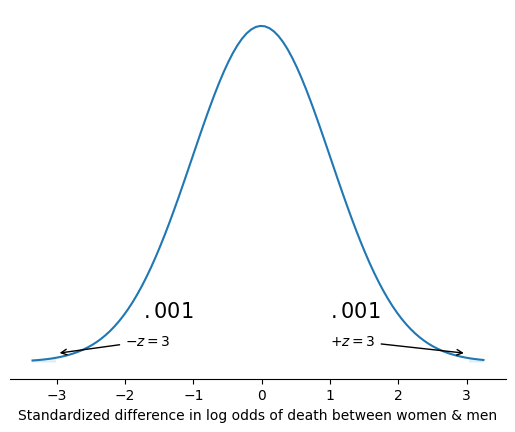 .001 .001
−z = 3 +z = 3
−3 −2 −1 0 1 2 3
Standardized difference in log odds of death between women & men